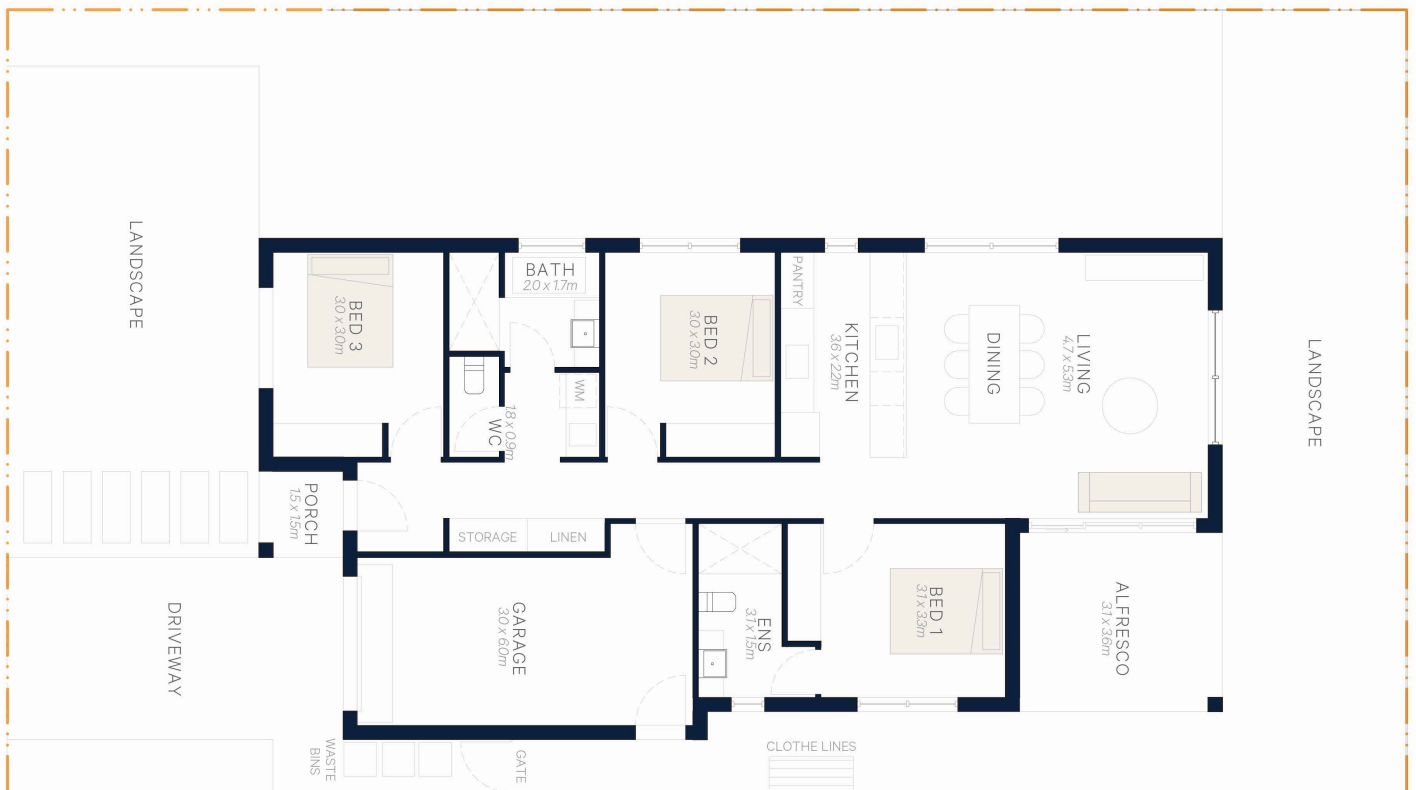 LANDSCAPE
BED 3
3.0 x 3.0m
BATH
2.0 x 1.7m
WC
1.8 x 0.9m
WM
BED 2
3.0 x 3.0m
PANTRY
KITCHEN
3.6 x 2.2m
DINING
LIVING
4.7 x 5.3m
LANDSCAPE
PORCH
1.5 x 1.5m
STORAGE
LINEN
DRIVEWAY
GARAGE
3.0 x 6.0m
ENS
3.1 x 1.5m
BED 1
3.1 x 3.3m
ALFRESCO
3.1 x 3.6m
WASTE
BINS
GATE
CLOTHE LINES